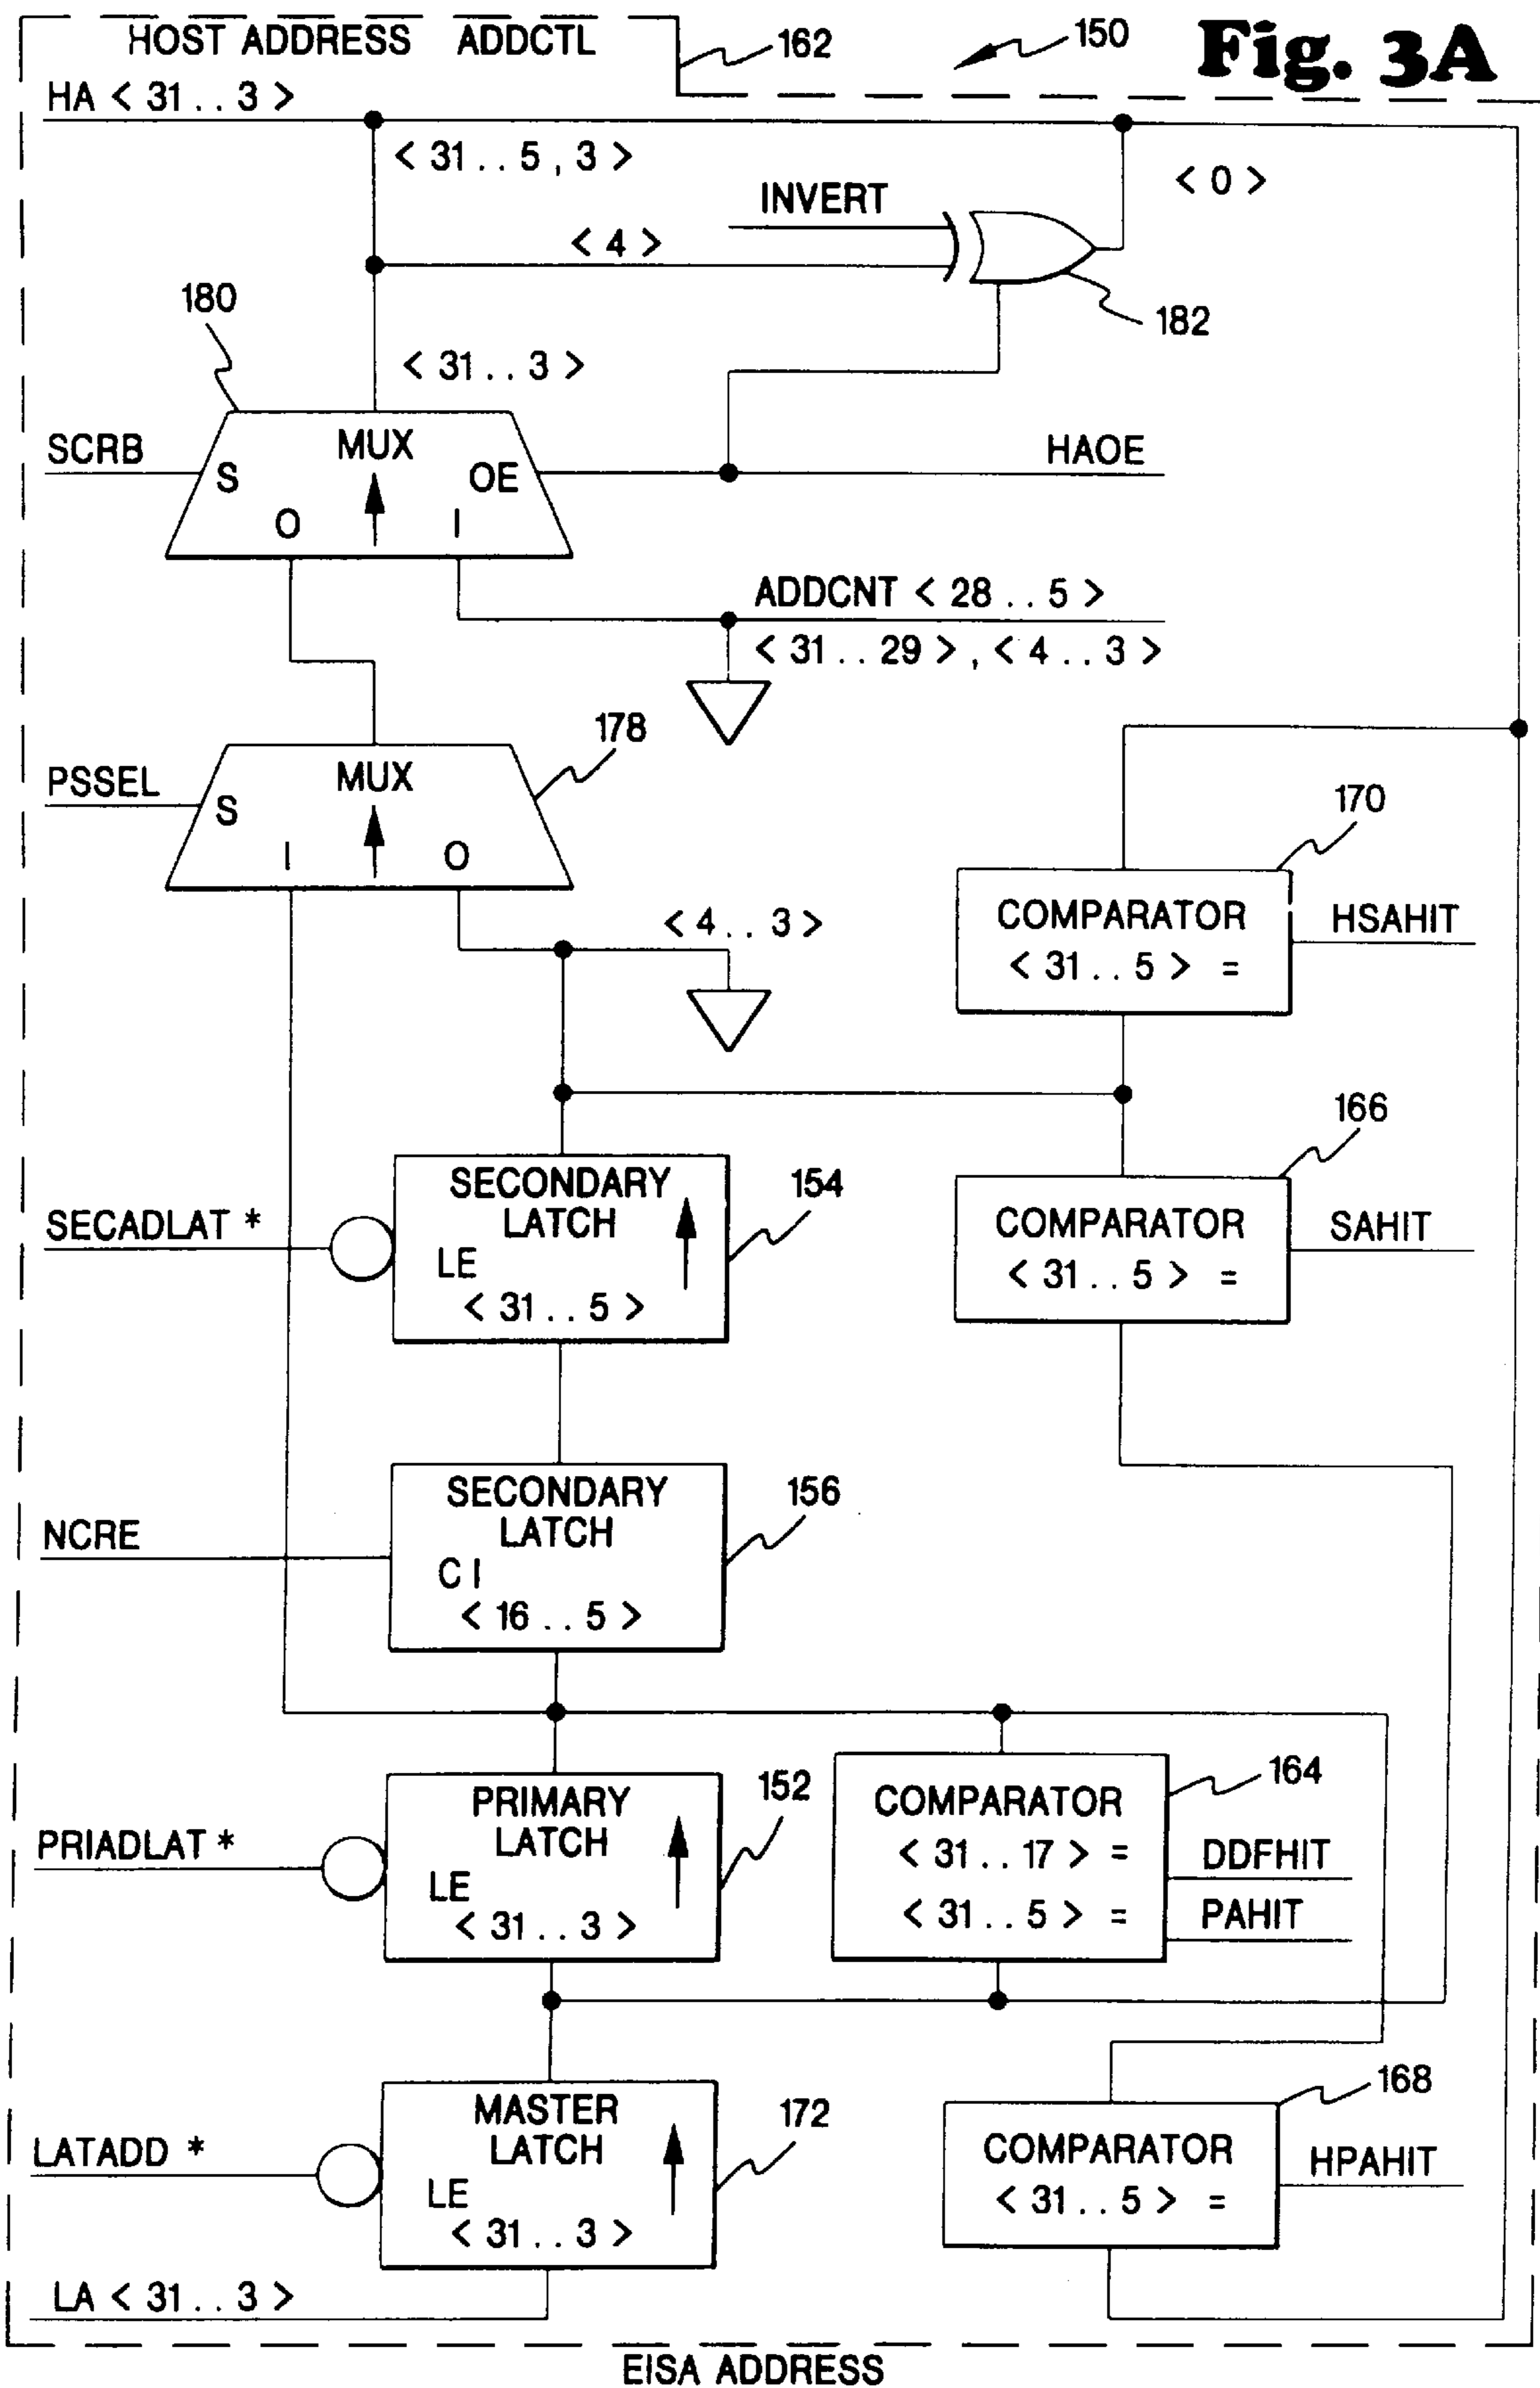 HOST ADDRESS ADDCTL
162
150
Fig. 3A
HA < 31 . . 3 >
< 31 . . 5 , 3 >
< 0 >
INVERT
< 4 >
180
182
< 31 . . 3 >
SCRB
MUX
S
OE
HAOE
O
I
ADDCNT < 28 . . 5 >
< 31 . . 29 > , < 4 . . 3 >
178
PSSEL
MUX
S
I
O
170
< 4 . . 3 >
COMPARATOR
< 31 . . 5 > =
HSAHIT
166
SECONDARY
LATCH
LE
< 31 . . 5 >
154
SECADLAT *
COMPARATOR
< 31 . . 5 > =
SAHIT
SECONDARY
LATCH
C I
< 16 . . 5 >
156
NCRE
164
PRIMARY
LATCH
LE
< 31 . . 3 >
152
PRIADLAT *
COMPARATOR
< 31 . . 17 > =
< 31 . . 5 > =
DDFHIT
PAHIT
168
MASTER
LATCH
LE
< 31 . . 3 >
172
LATADD *
COMPARATOR
< 31 . . 5 > =
HPAHIT
LA < 31 . . 3 >
EISA ADDRESS